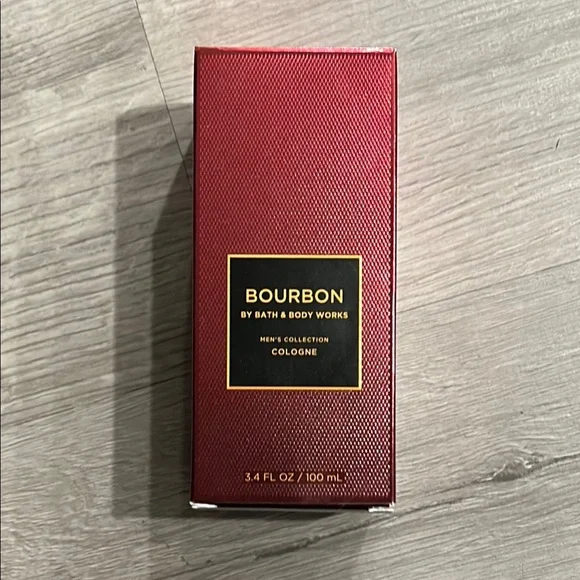 BOURBON
BY BATH & BODY WORKS
MEN'S COLLECTION
COLOGNE
3.4 FL OZ / 100 mL